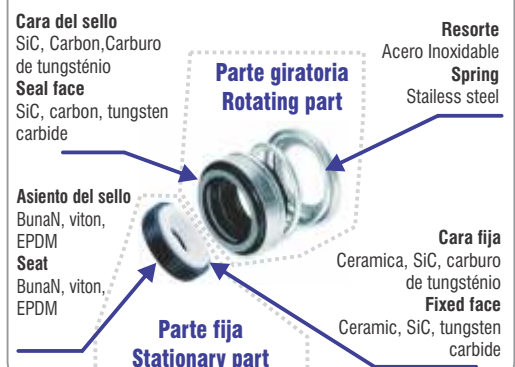 Cara del sello
SiC, Carbon,Carburo
de tungsténio
Seal face
SiC, carbon, tungsten
carbide
Parte giratoria
Rotating part
Resorte
Acero Inoxidable
Spring
Stailess steel
Asiento del sello
BunaN, viton,
EPDM
Seat
BunaN, viton,
EPDM
Cara fija
Ceramica, SiC, carburo
de tungsténio
Fixed face
Ceramic, SiC, tungsten
carbide
Parte fija
Stationary part